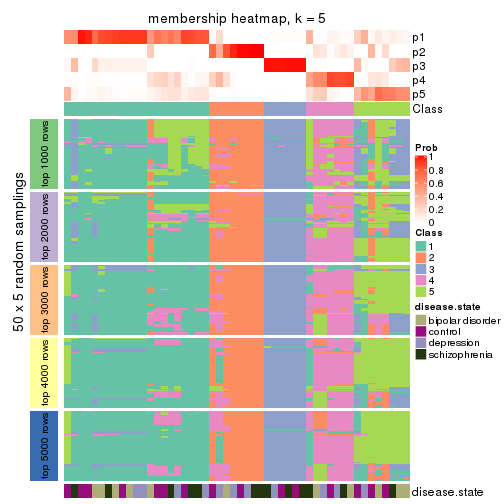 membership heatmap, k = 5
p1
p2
p3
p4
p5
Class
50 x 5 random samplings
top 1000 rows
top 2000 rows
top 3000 rows
top 4000 rows
top 5000 rows
Prob
1
0.8
0.6
0.4
0.2
0
Class
1
2
3
4
5
disease.state
bipolar disorder
control
depression
schizophrenia
disease.state